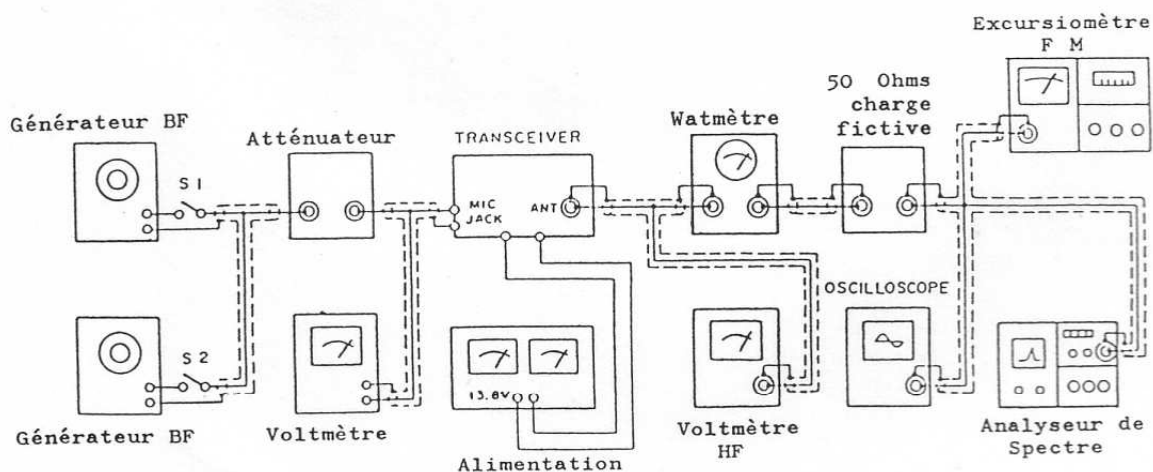 Excursiomètre
F M
50 Ohms
charge
fictive
Générateur BF
Atténuateur
TRANSCEIVER
Watmètre
S 1
MIC
JACK
ANT
OSCILLOSCOPE
S 2
13.8V
Générateur BF
Voltmètre
Alimentation
Voltmètre
HF
Analyseur de
Spectre